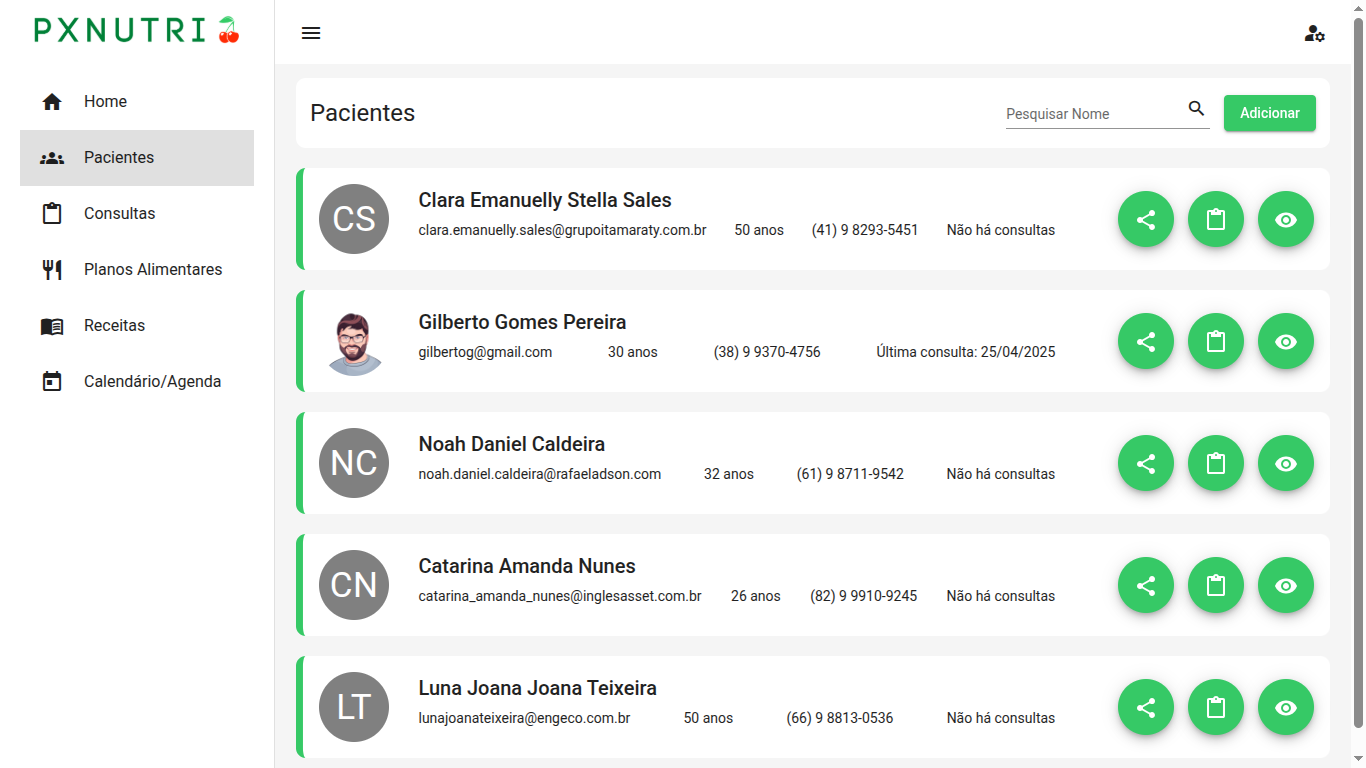 PXNUTRI
Home
Pacientes
Consultas
Planos Alimentares
Receitas
Calendário/Agenda
Pacientes
Pesquisar Nome
Adicionar
CS
Clara Emanuelly Stella Sales
clara.emanuelly.sales@grupoitamaraty.com.br 50 anos (41) 9 8293-5451 Não há consultas
Gilberto Gomes Pereira
gilbertog@gmail.com 30 anos (38) 9 9370-4756 Última consulta: 25/04/2025
NC
Noah Daniel Caldeira
noah.daniel.caldeira@rafaeladson.com 32 anos (61) 9 8711-9542 Não há consultas
CN
Catarina Amanda Nunes
catarina_amanda_nunes@inglesasset.com.br 26 anos (82) 9 9910-9245 Não há consultas
LT
Luna Joana Joana Teixeira
lunajoanateixeira@engeco.com.br 50 anos (66) 9 8813-0536 Não há consultas